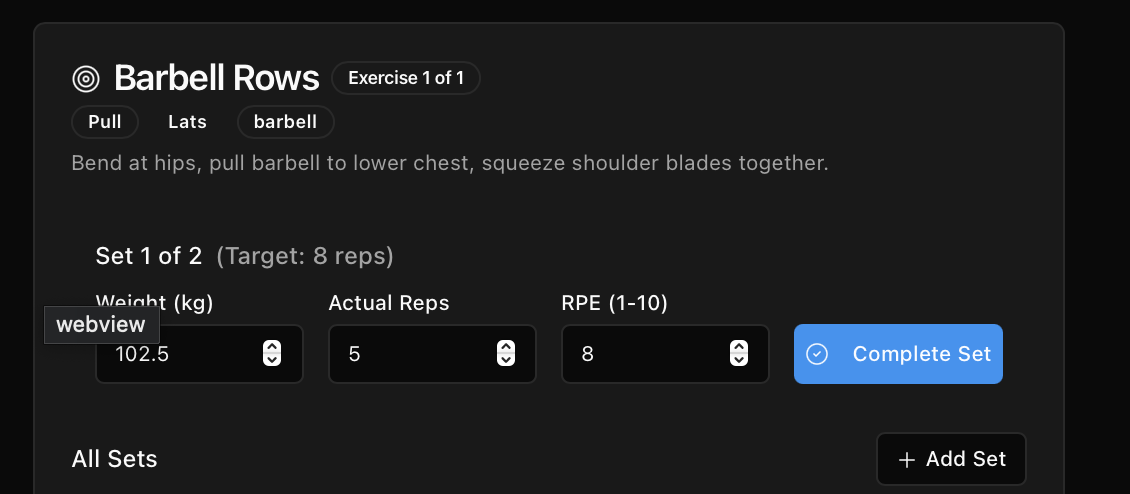 Barbell Rows Exercise 1 of 1
Pull Lats barbell
Bend at hips, pull barbell to lower chest, squeeze shoulder blades together.
Set 1 of 2 (Target: 8 reps)
Weight (kg) Actual Reps RPE (1-10)
webview
102.5 5 8 Complete Set
All Sets + Add Set